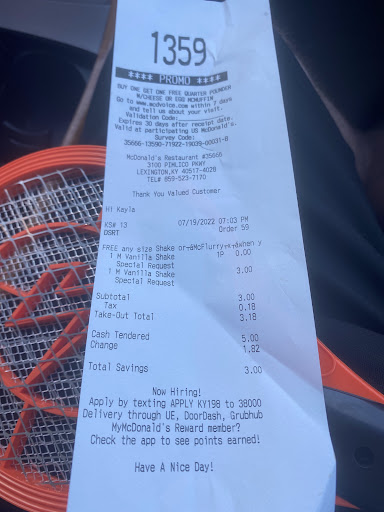 1359
**** PROMO ****
BUY ONE GET ONE FREE QUARTER POUNDER
W/CHEESE OR EGG MCMUFFIN
Go to www.mcdvoice.com within 7 days
and tell us about your visit.
Validation Code:
Expires 30 days after receipt date.
Valid at participating US McDonald's.
Survey Code:
35666-13590-71922-19039-00031-8
McDonald's Restaurant #35666
3100 PIMLICO PKWY
LEXINGTON,KY 40517-4028
TEL# 859-523-7170
Thank You Valued Customer
Hi Kayla
KS# 13 07/19/2022 07:03 PM
DSRT Order 59
FREE any size Shake or McFlurry when y
1 M Vanilla Shake 1P 0.00
Special Request
1 M Vanilla Shake 3.00
Special Request
Subtotal 3.00
Tax 0.18
Take-Out Total 3.18
Cash Tendered 5.00
Change 1.82
Total Savings 3.00
Now Hiring!
Apply by texting APPLY KY198 to 38000
Delivery through UE, DoorDash, Grubhub
MyMcDonald's Reward member?
Check the app to see points earned!
Have A Nice Day!